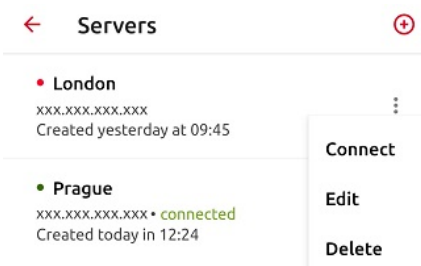 Servers
London
xxx.xxx.xxx.xxx
Created yesterday at 09:45
Connect
Edit
Delete
Prague
xxx.xxx.xxx.xxx • connected
Created today in 12:24